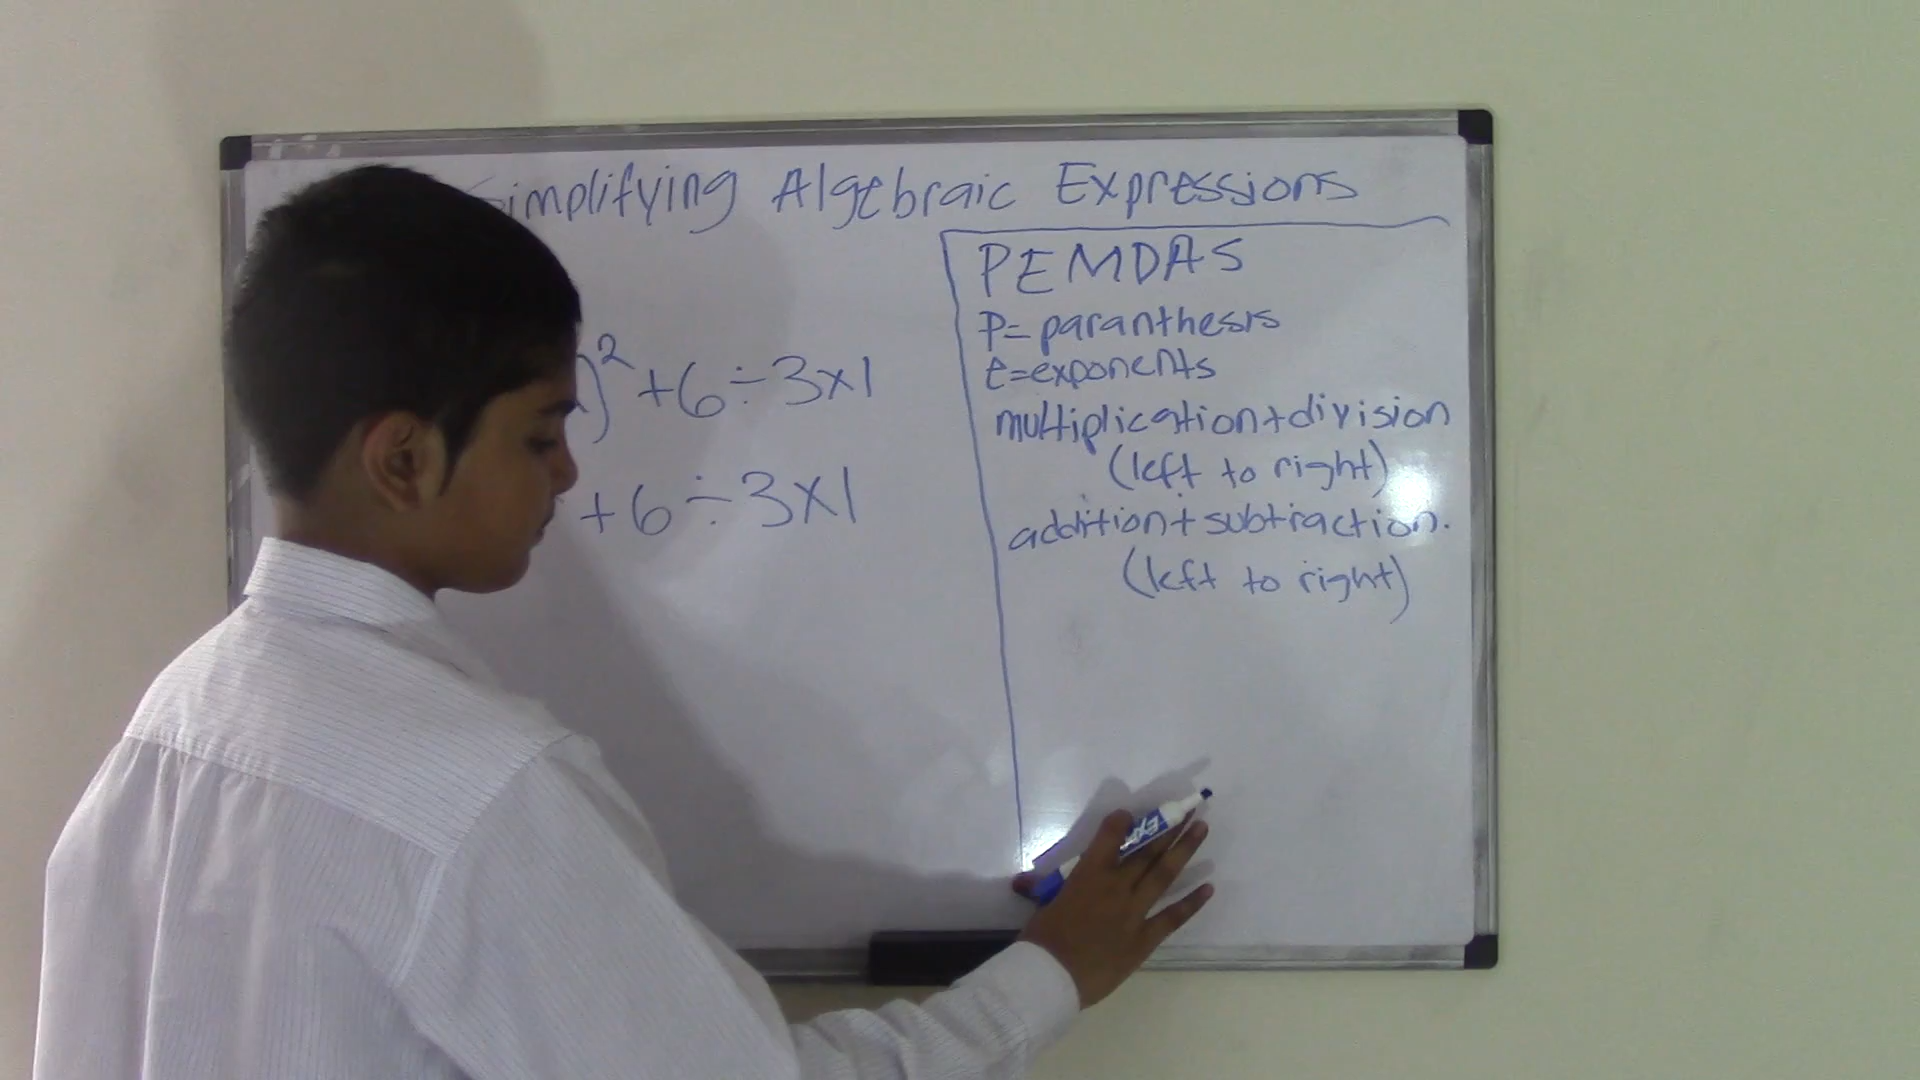 Simplifying Algebraic Expressions
PEMDAS
P= paranthesis
e=exponents
multiplication+division
(left to right)
addition+subtraction.
(left to right)
)² +6÷3x1
+6÷3x1